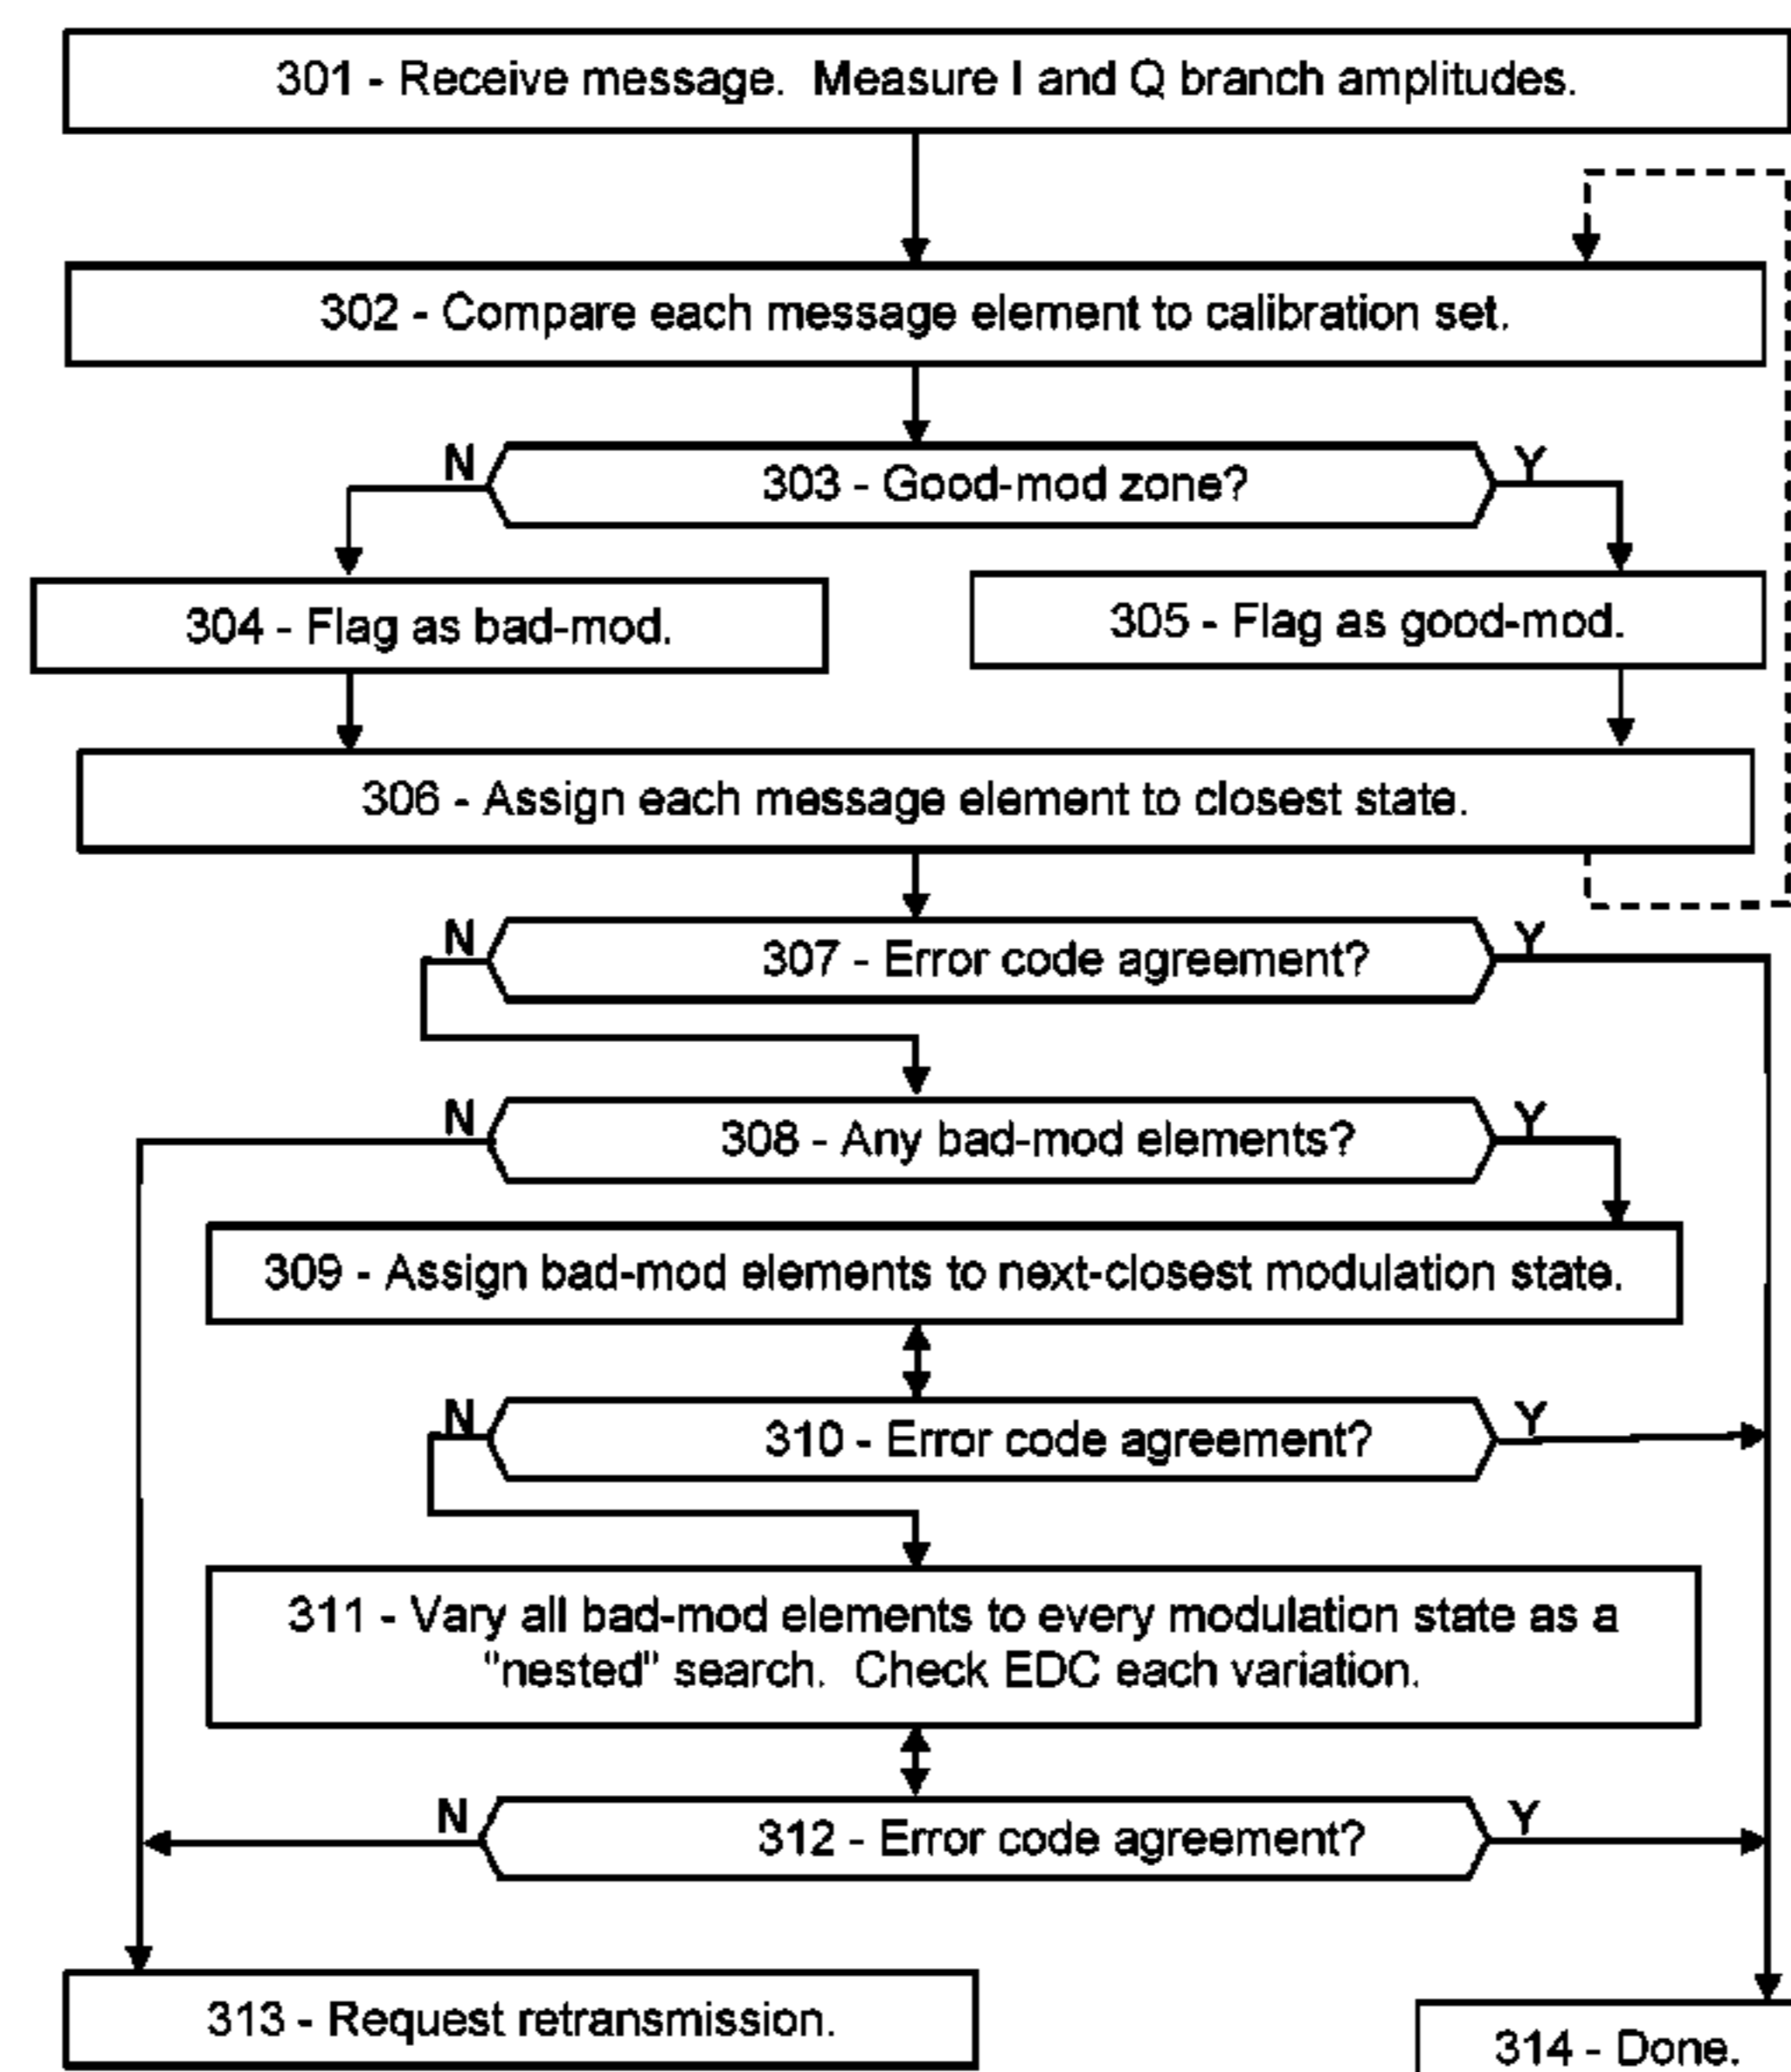 301 - Receive message.  Measure I and Q branch amplitudes.
302 - Compare each message element to calibration set.
N
303 - Good-mod zone?
Y
304 - Flag as bad-mod.
305 - Flag as good-mod.
306 - Assign each message element to closest state.
N
307 - Error code agreement?
Y
N
308 - Any bad-mod elements?
Y
309 - Assign bad-mod elements to next-closest modulation state.
N
310 - Error code agreement?
Y
311 - Vary all bad-mod elements to every modulation state as a
"nested" search.  Check EDC each variation.
N
312 - Error code agreement?
Y
313 - Request retransmission.
314 - Done.